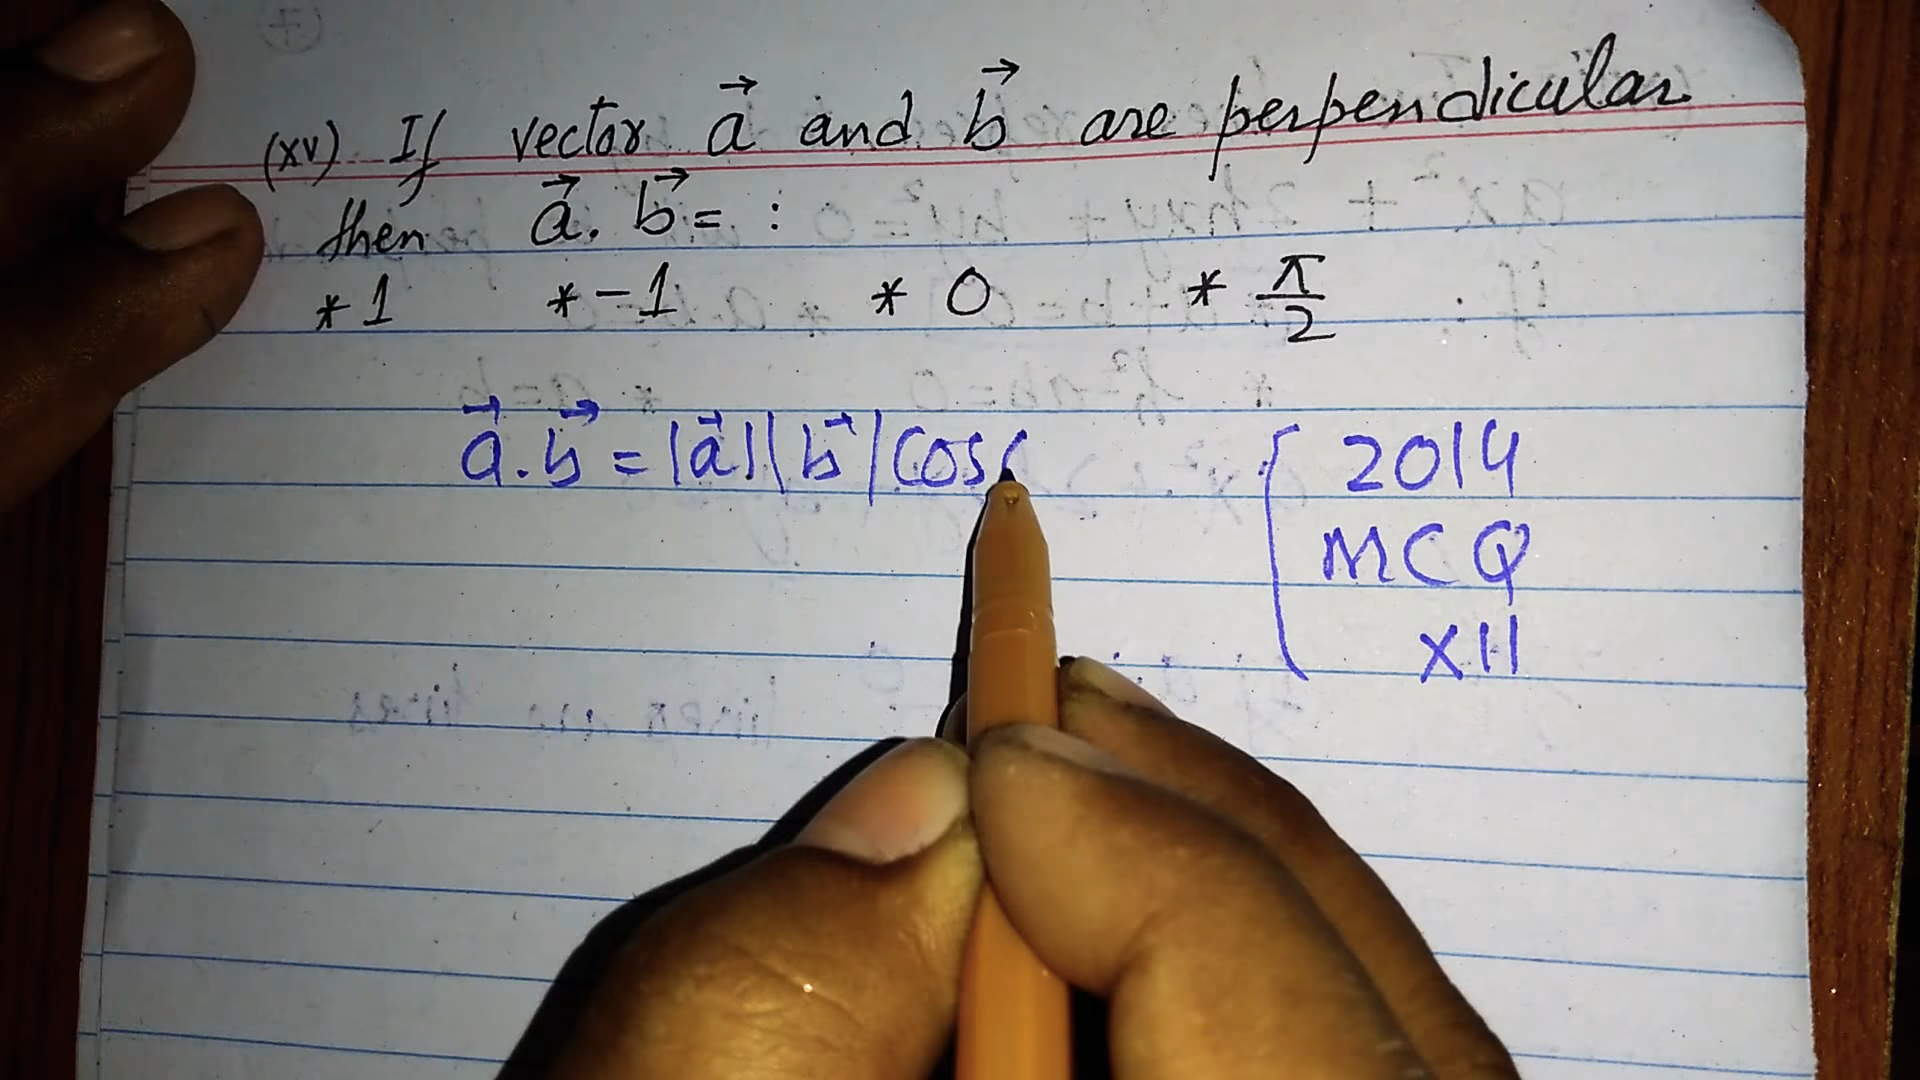 (xv) If vector a⃗ and b⃗ are perpendicular
then a⃗. b⃗= :
*1 *-1 * 0 * π/2
a⃗.b⃗ = |a⃗||b⃗|Cos
2014
MCQ
XII